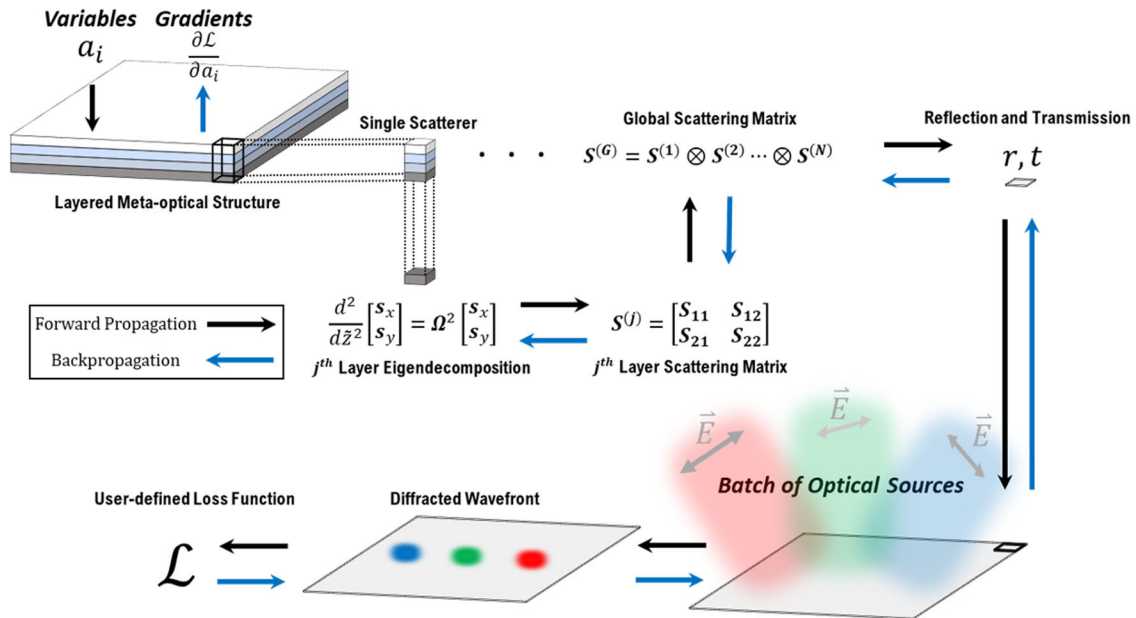 Variables Gradients
a_i ∂ℒ/∂a_i
Single Scatterer
Layered Meta-optical Structure
. . .
Global Scattering Matrix
S^(G) = S^(1) ⊗ S^(2) ⋯ ⊗ S^(N)
Reflection and Transmission
r, t
Forward Propagation
Backpropagation
d²/dz̃² [s_x s_y] = Ω² [s_x s_y]
j^th Layer Eigendecomposition
S^(j) = [S_11 S_12
S_21 S_22]
j^th Layer Scattering Matrix
E⃗ E⃗ E⃗
Batch of Optical Sources
User-defined Loss Function
ℒ
Diffracted Wavefront